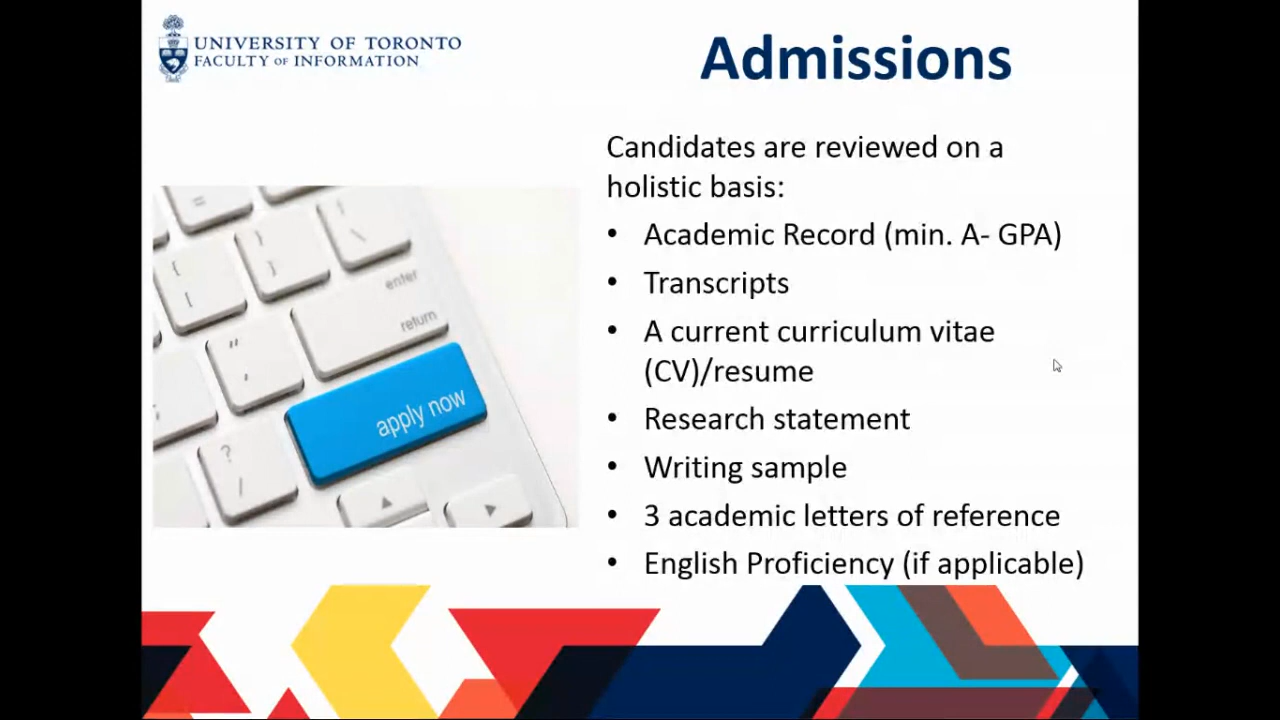 UNIVERSITY OF TORONTO
FACULTY OF INFORMATION
Admissions
Candidates are reviewed on a
holistic basis:
• Academic Record (min. A- GPA)
• Transcripts
• A current curriculum vitae
(CV)/resume
• Research statement
• Writing sample
• 3 academic letters of reference
• English Proficiency (if applicable)
=
|
\
}
]
{
[
enter
return
"
,
;
apply now
?
/